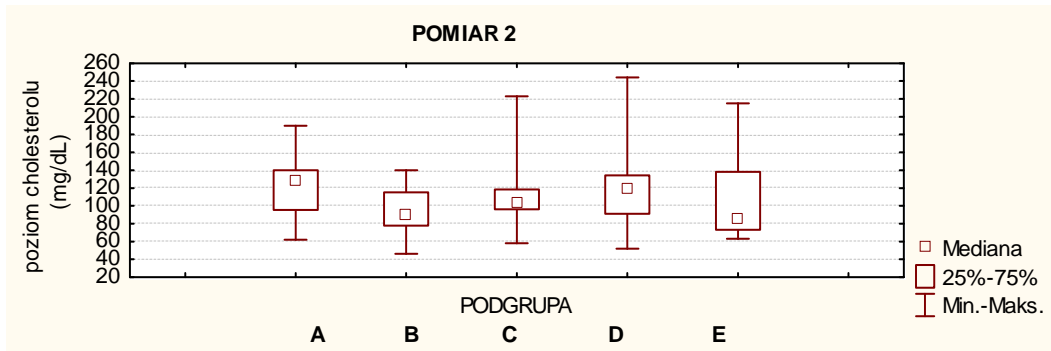 POMIAR 2
poziom cholesterolu
(mg/dL)
260
240
220
200
180
160
140
120
100
80
60
40
20
Mediana
25%-75%
Min.-Maks.
PODGRUPA
A B C D E